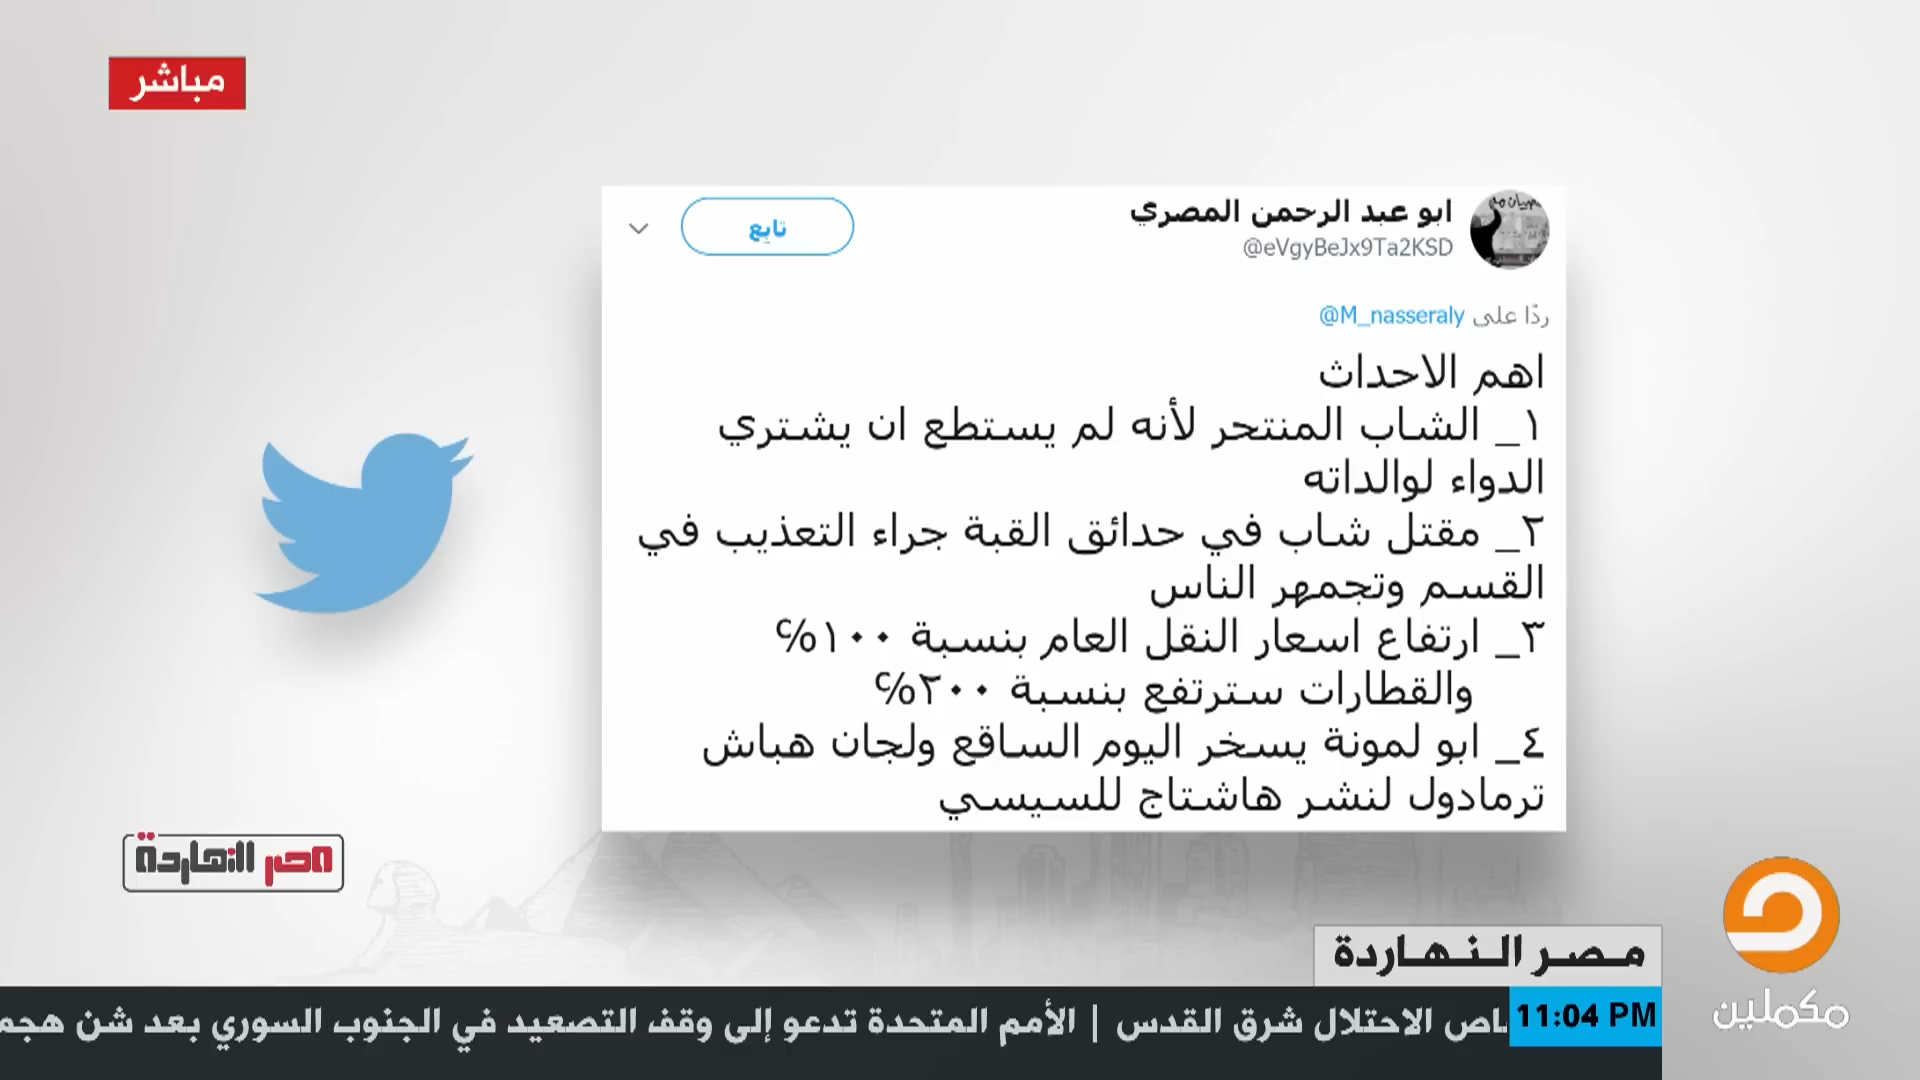 مباشر
ابو عبد الرحمن المصري
@eVgyBeJx9Ta2KSD
تابِع
ردًا على @M_nasseraly
اهم الاحداث
١_ الشاب المنتحر لأنه لم يستطع ان يشتري
الدواء لوالداته
٢_ مقتل شاب في حدائق القبة جراء التعذيب في
القسم وتجمهر الناس
٣_ ارتفاع اسعار النقل العام بنسبة ١٠٠%
والقطارات سترتفع بنسبة ٢٠٠%
٤_ ابو لمونة يسخر اليوم الساقع ولجان هباش
ترمادول لنشر هاشتاج للسيسي
مصر النهاردة
مصر النهاردة
مكملين
11:04 PM
الاحتلال شرق القدس | الأمم المتحدة تدعو إلى وقف التصعيد في الجنوب السوري بعد شن